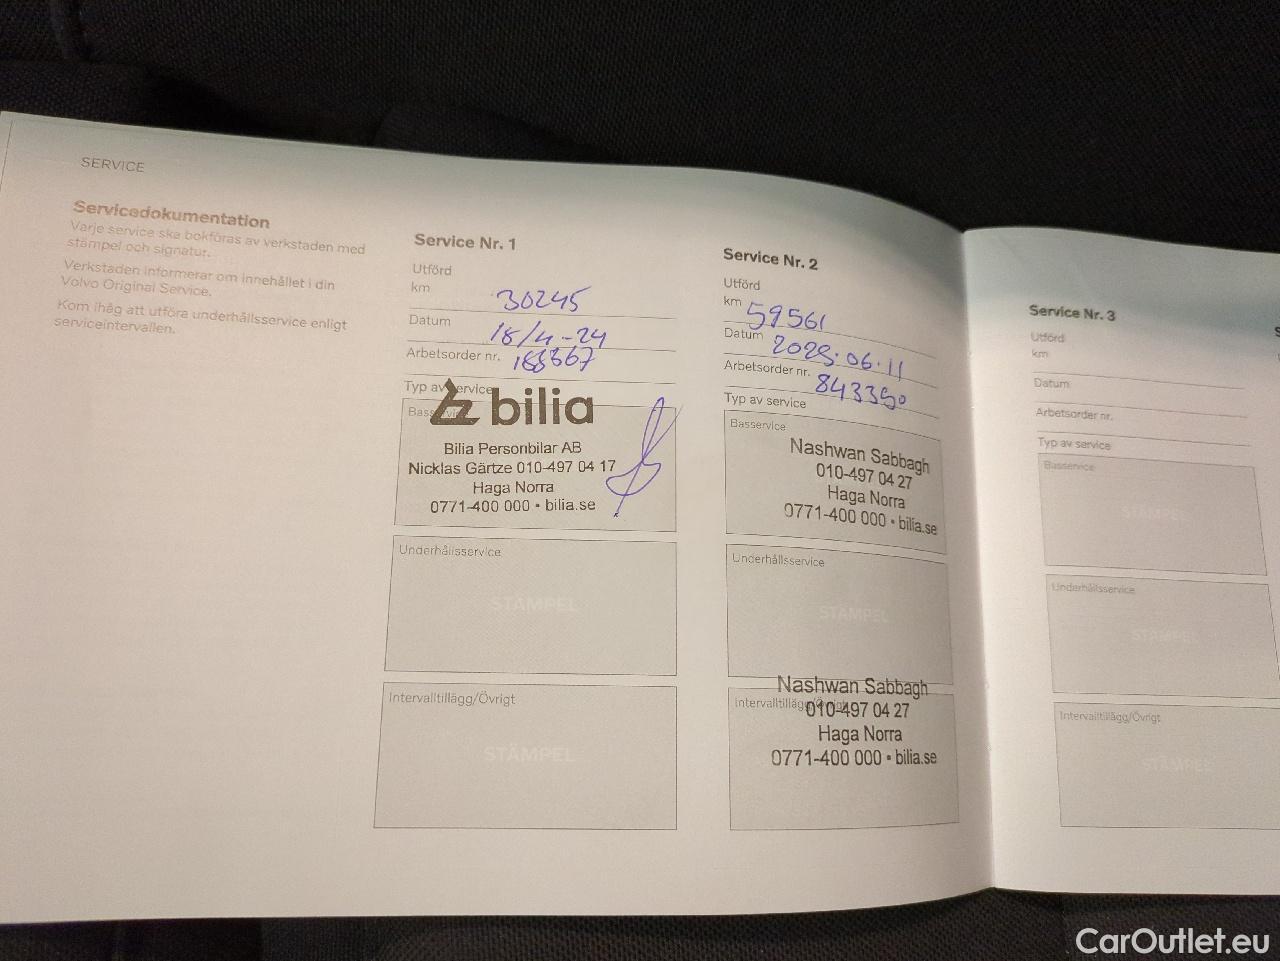 SERVICE
Servicedokumentation
Varje service ska bokföras av verkstaden med
stämpel och signatur.
Verkstaden informerar om innehållet i din
Volvo Original Service.
Kom ihåg att utföra underhållsservice enligt
serviceintervallen.
Service Nr. 1
Utförd
km 30245
Datum 18/4-24
Arbetsorder nr.
Typ av service
Basservice
bilia
Bilia Personbilar AB
Nicklas Gärtze 010-497 04 17
Haga Norra
0771-400 000 • bilia.se
Underhållsservice
STÄMPEL
Intervalltillägg/Övrigt
STÄMPEL
Service Nr. 2
Utförd
km 59561
Datum 2025.06.11
Arbetsorder nr. 843350
Typ av service
Basservice
Nashwan Sabbagh
010-497 04 27
Haga Norra
0771-400 000 • bilia.se
Underhållsservice
STÄMPEL
Intervalltillägg/Övrigt
Nashwan Sabbagh
010-497 04 27
Haga Norra
0771-400 000 • bilia.se
Service Nr. 3
Utförd
km
Datum
Arbetsorder nr.
Typ av service
Basservice
STÄMPEL
Underhållsservice
STÄMPEL
Intervalltillägg/Övrigt
STÄMPEL
S
CarOutlet.eu